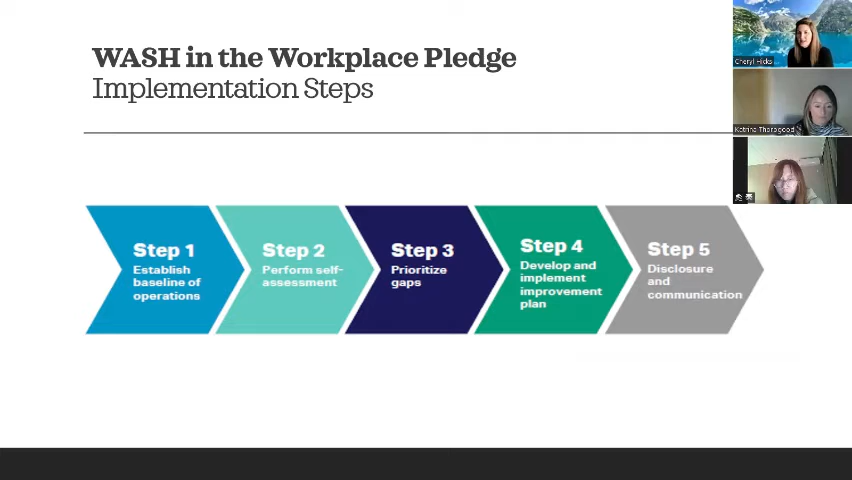 WASH in the Workplace Pledge
Implementation Steps
Cheryl Hicks
Katrina Thorogood
Step 1
Establish
baseline of
operations
Step 2
Perform self-
assessment
Step 3
Prioritize
gaps
Step 4
Develop and
implement
improvement
plan
Step 5
Disclosure
and
communication